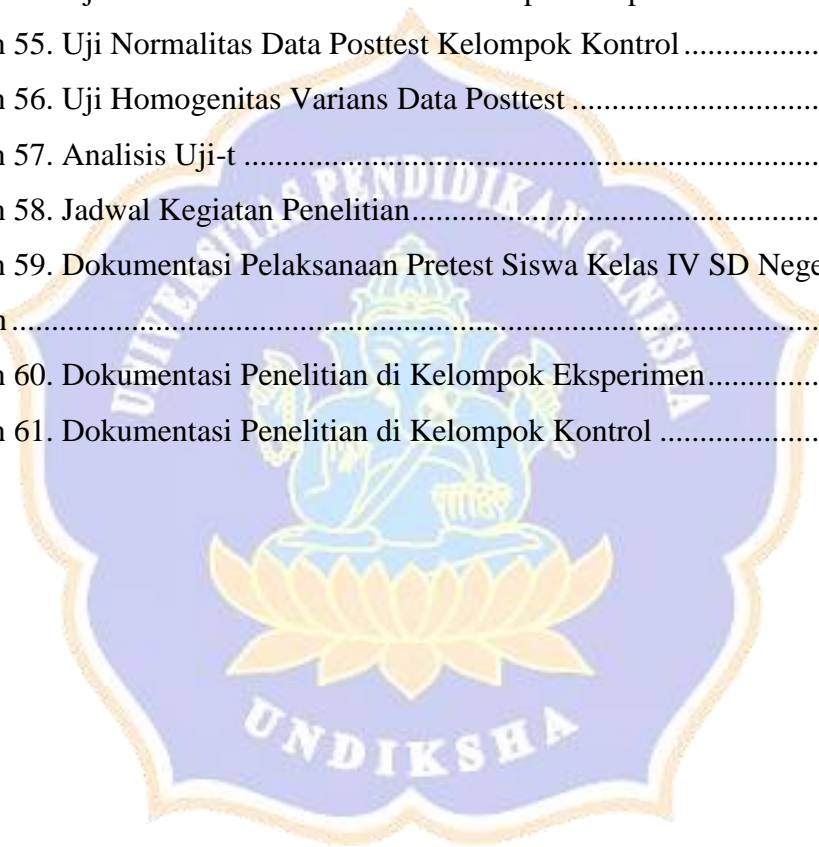 n 55. Uji Normalitas Data Posttest Kelompok Kontrol
n 56. Uji Homogenitas Varians Data Posttest
n 57. Analisis Uji-t
n 58. Jadwal Kegiatan Penelitian
n 59. Dokumentasi Pelaksanaan Pretest Siswa Kelas IV SD Nege
n
n 60. Dokumentasi Penelitian di Kelompok Eksperimen
n 61. Dokumentasi Penelitian di Kelompok Kontrol
UNIVERSITAS PENDIDIKAN GANESHA
UNDIKSHA